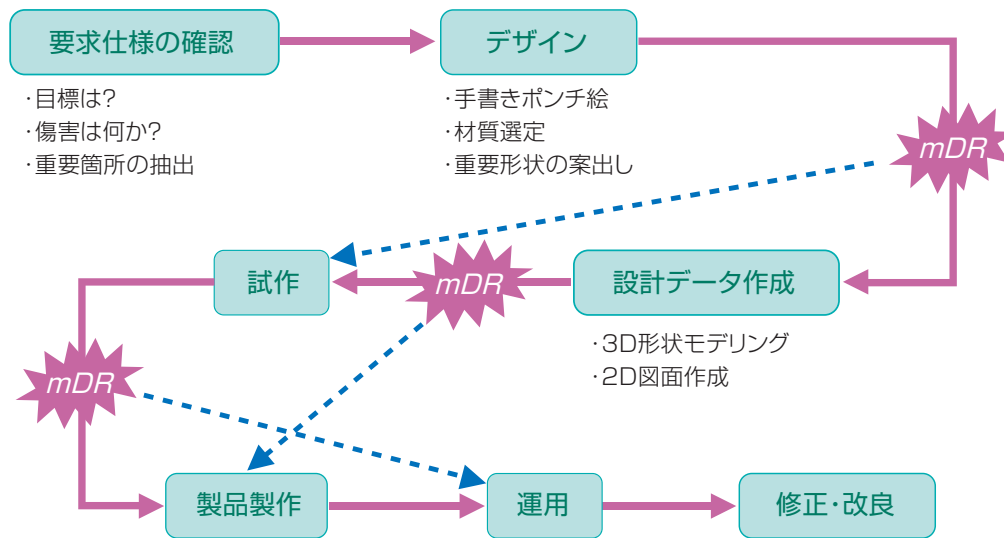 要求仕様の確認
デザイン
・目標は?
・傷害は何か?
・重要箇所の抽出
・手書きポンチ絵
・材質選定
・重要形状の案出し
mDR
試作
mDR
設計データ作成
・3D形状モデリング
・2D図面作成
mDR
製品製作
運用
修正・改良